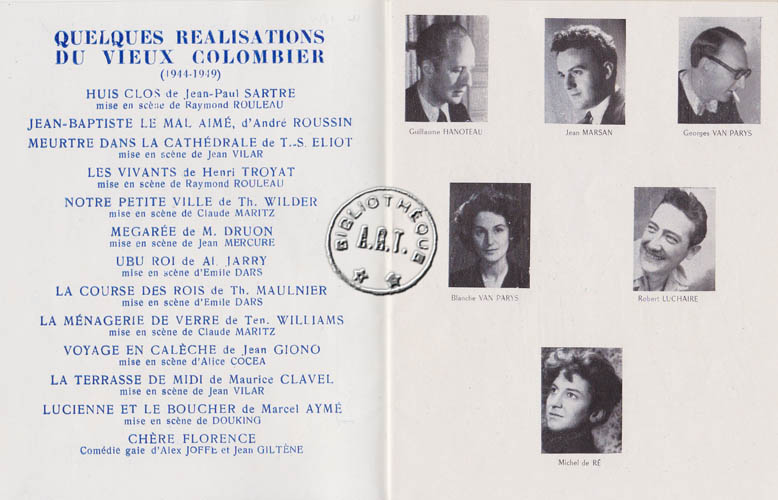 QUELQUES REALISATIONS
DU VIEUX COLOMBIER
(1944-1949)
HUIS CLOS de Jean-Paul SARTRE
mise en scène de Raymond ROULEAU
JEAN-BAPTISTE LE MAL AIMÉ, d'André ROUSSIN
MEURTRE DANS LA CATHÉDRALE de T.-S. ELIOT
mise en scène de Jean VILAR
LES VIVANTS de Henri TROYAT
mise en scène de Raymond ROULEAU
NOTRE PETITE VILLE de Th. WILDER
mise en scène de Claude MARITZ
MEGARÉE de M. DRUON
mise en scène de Jean MERCURE
UBU ROI de Al. JARRY
mise en scène d'Emile DARS
LA COURSE DES ROIS de Th. MAULNIER
mise en scène d'Emile DARS
LA MÉNAGERIE DE VERRE de Ten. WILLIAMS
mise en scène de Claude MARITZ
VOYAGE EN CALÈCHE de Jean GIONO
mise en scène d'Alice COCEA
LA TERRASSE DE MIDI de Maurice CLAVEL
mise en scène de Jean VILAR
LUCIENNE ET LE BOUCHER de Marcel AYMÉ
mise en scène de DOUKING
CHÈRE FLORENCE
Comédie gaie d'Alex JOFFE et Jean GILTÈNE
BIBLIOTHÈQUE
A.R.T.
Guillaume HANOTEAU
Jean MARSAN
Georges VAN PARYS
Blanche VAN PARYS
Robert LUCHAIRE
Michel de RÉ